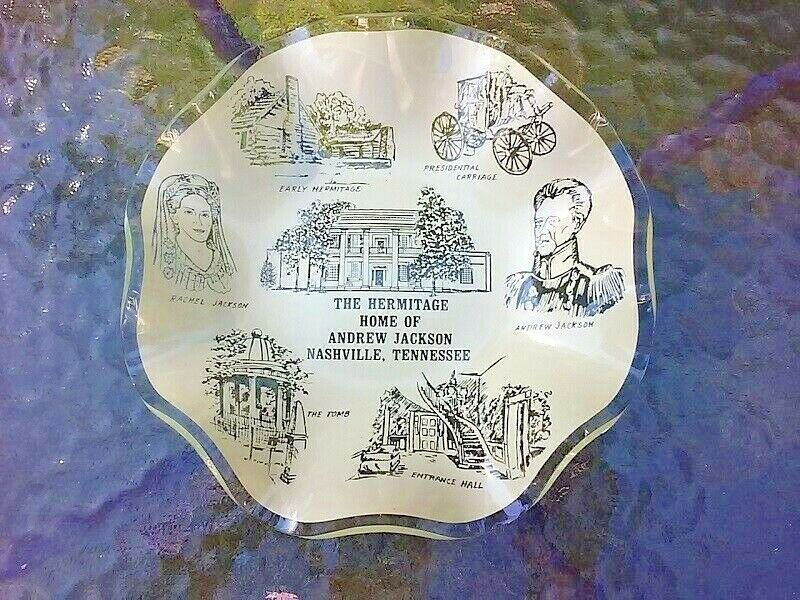 EARLY HERMITAGE
PRESIDENTIAL
CARRIAGE
RACHEL JACKSON
ANDREW JACKSON
THE HERMITAGE
HOME OF
ANDREW JACKSON
NASHVILLE, TENNESSEE
THE TOMB
ENTRANCE HALL